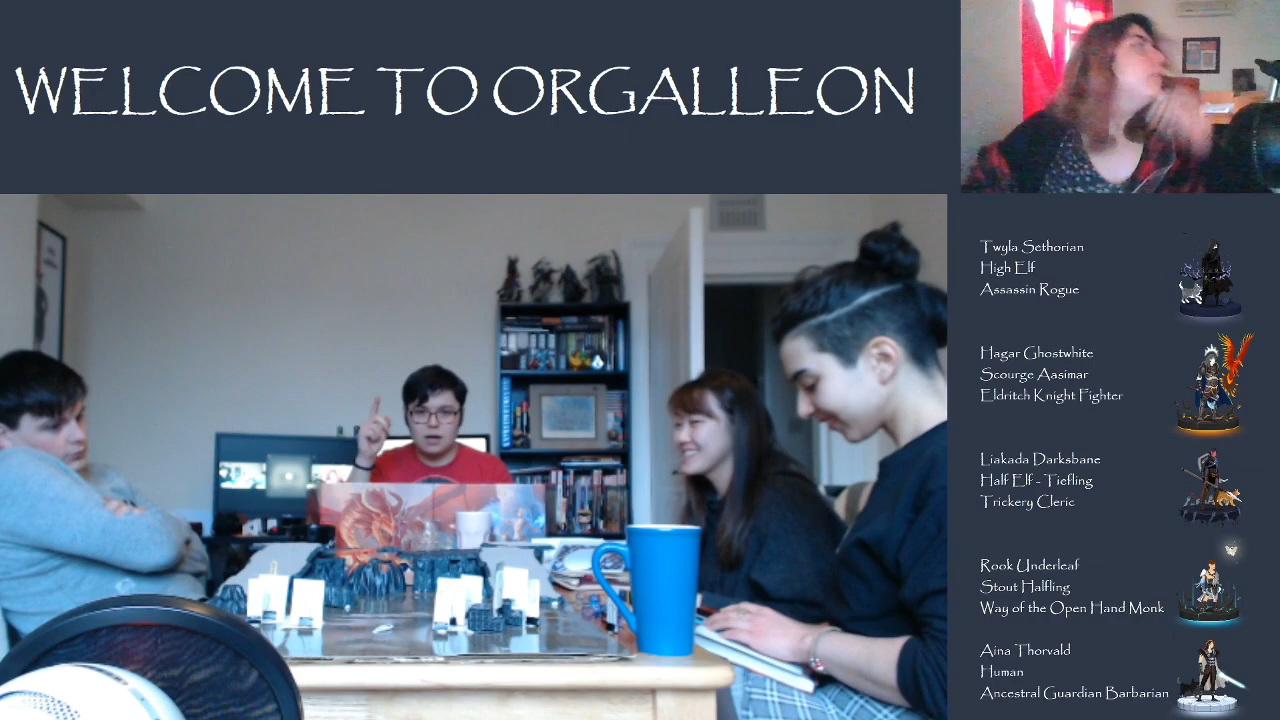 WELCOME TO ORGALLEON
Twyla Sethorian
High Elf
Assassin Rogue
Hagar Ghostwhite
Scourge Aasimar
Eldritch Knight Fighter
Liakada Darksbane
Half Elf - Tiefling
Trickery Cleric
Rook Underleaf
Stout Halfling
Way of the Open Hand Monk
Aina Thorvald
Human
Ancestral Guardian Barbarian